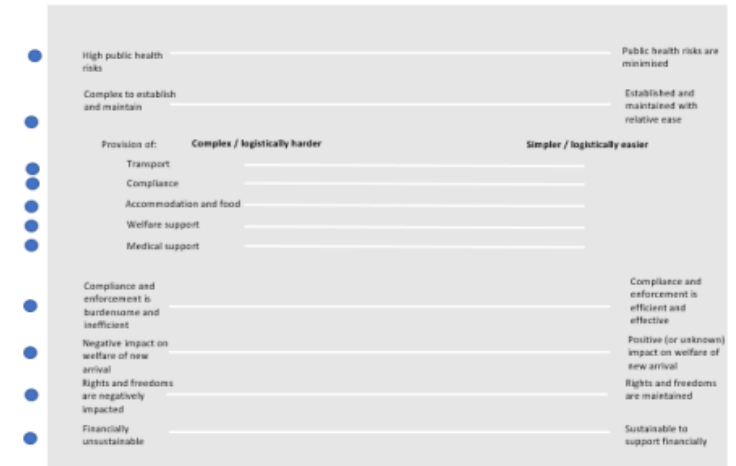 High public health
risks
Public health risks are
minimised
Complex to establish
and maintain
Established and
maintained with
relative ease
Provision of:
Complex / logistically harder
Simpler / logistically easier
Transport
Compliance
Accommodation and food
Welfare support
Medical support
Compliance and
enforcement is
burdensome and
inefficient
Compliance and
enforcement is
efficient and
effective
Negative impact on
welfare of new
arrival
Positive (or unknown)
impact on welfare of
new arrival
Rights and freedoms
are negatively
impacted
Rights and freedoms
are maintained
Financially
unsustainable
Sustainable to
support financially